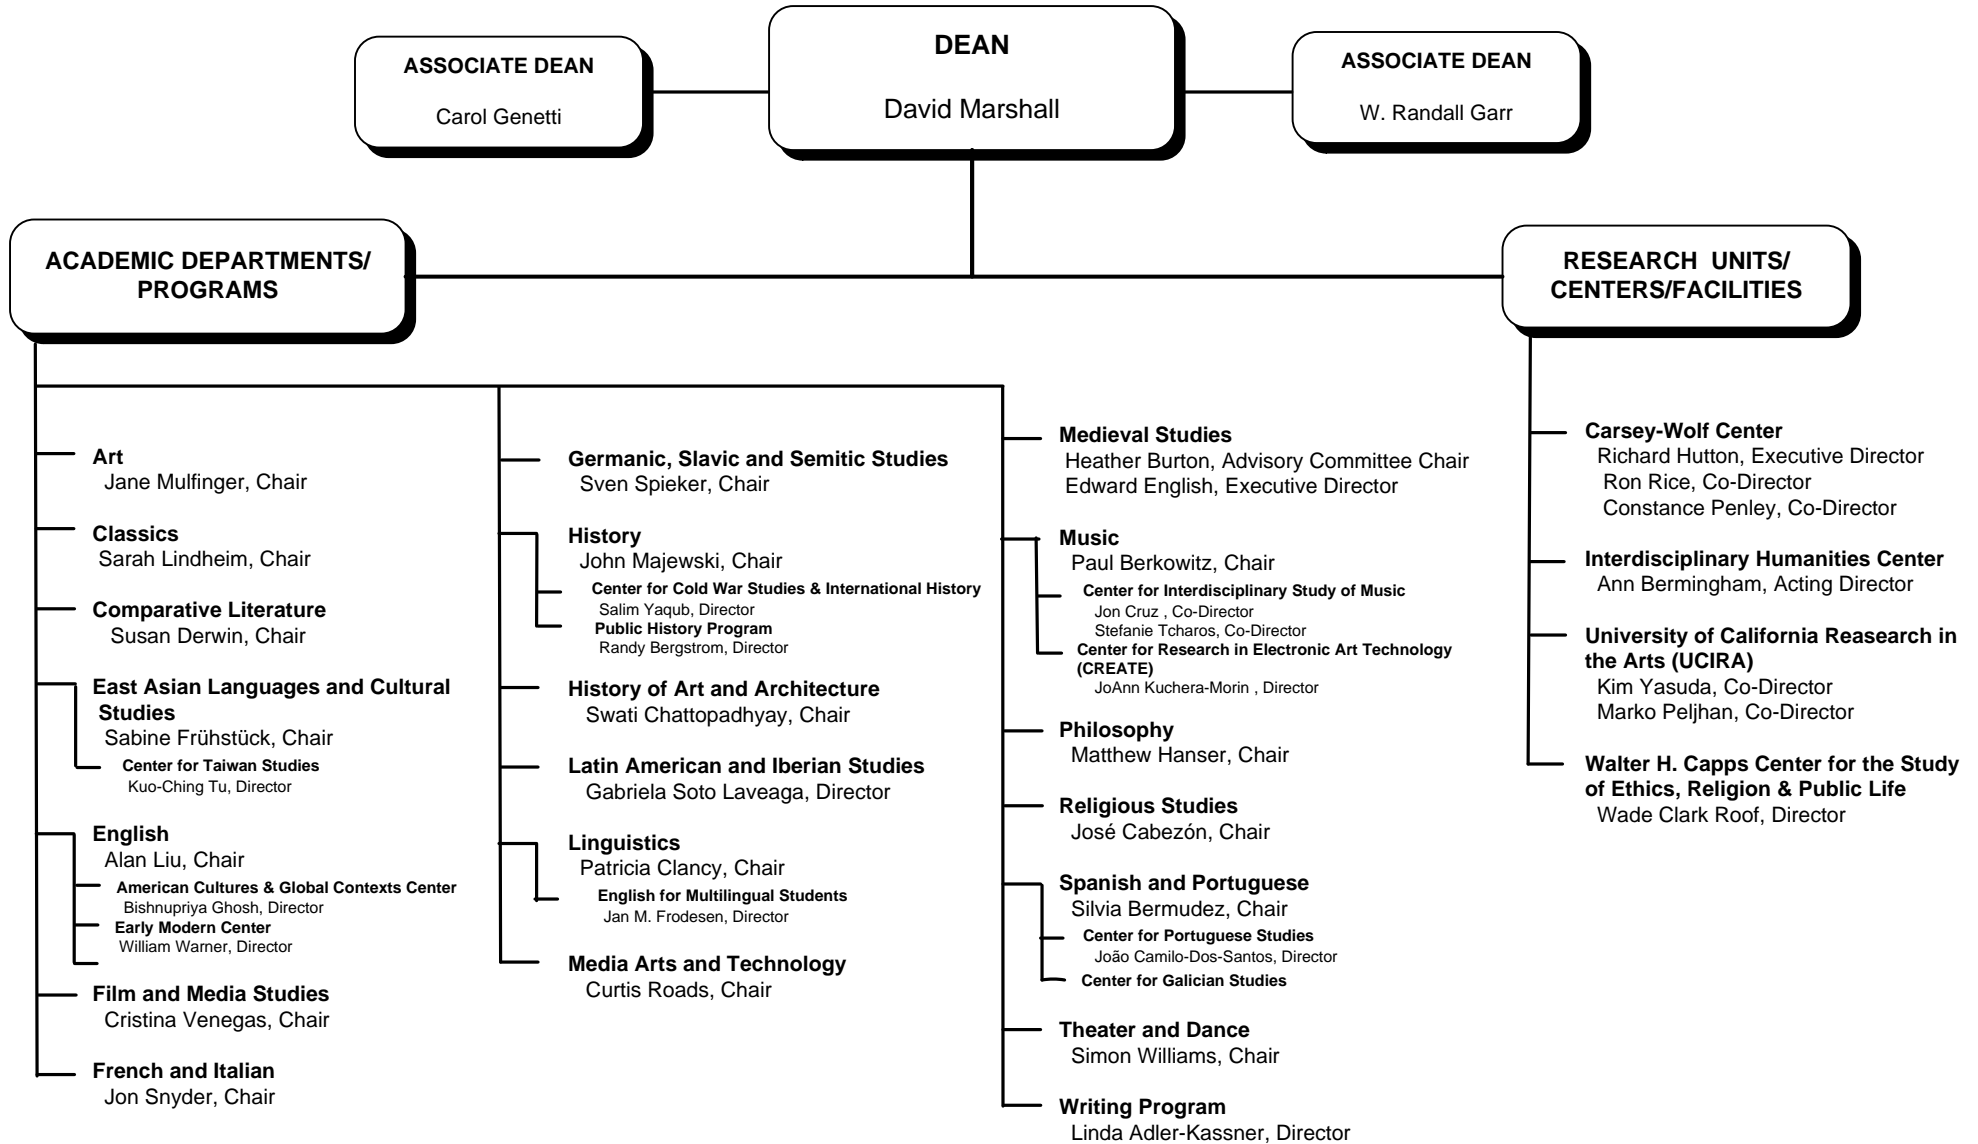 ASSOCIATE DEAN
Carol Genetti
DEAN
David Marshall
ASSOCIATE DEAN
W. Randall Garr
ACADEMIC DEPARTMENTS/
PROGRAMS
RESEARCH UNITS/
CENTERS/FACILITIES
Art
Jane Mulfinger, Chair
Classics
Sarah Lindheim, Chair
Comparative Literature
Susan Derwin, Chair
East Asian Languages and Cultural
Studies
Sabine Frühstück, Chair
Center for Taiwan Studies
Kuo-Ching Tu, Director
English
Alan Liu, Chair
American Cultures & Global Contexts Center
Bishnupriya Ghosh, Director
Early Modern Center
William Warner, Director
Film and Media Studies
Cristina Venegas, Chair
French and Italian
Jon Snyder, Chair
Germanic, Slavic and Semitic Studies
Sven Spieker, Chair
History
John Majewski, Chair
Center for Cold War Studies & International History
Salim Yaqub, Director
Public History Program
Randy Bergstrom, Director
History of Art and Architecture
Swati Chattopadhyay, Chair
Latin American and Iberian Studies
Gabriela Soto Laveaga, Director
Linguistics
Patricia Clancy, Chair
English for Multilingual Students
Jan M. Frodesen, Director
Media Arts and Technology
Curtis Roads, Chair
Medieval Studies
Heather Burton, Advisory Committee Chair
Edward English, Executive Director
Music
Paul Berkowitz, Chair
Center for Interdisciplinary Study of Music
Jon Cruz , Co-Director
Stefanie Tcharos, Co-Director
Center for Research in Electronic Art Technology
(CREATE)
JoAnn Kuchera-Morin , Director
Philosophy
Matthew Hanser, Chair
Religious Studies
José Cabezón, Chair
Spanish and Portuguese
Silvia Bermudez, Chair
Center for Portuguese Studies
João Camilo-Dos-Santos, Director
Center for Galician Studies
Theater and Dance
Simon Williams, Chair
Writing Program
Linda Adler-Kassner, Director
Carsey-Wolf Center
Richard Hutton, Executive Director
Ron Rice, Co-Director
Constance Penley, Co-Director
Interdisciplinary Humanities Center
Ann Bermingham, Acting Director
University of California Reasearch in
the Arts (UCIRA)
Kim Yasuda, Co-Director
Marko Peljhan, Co-Director
Walter H. Capps Center for the Study
of Ethics, Religion & Public Life
Wade Clark Roof, Director